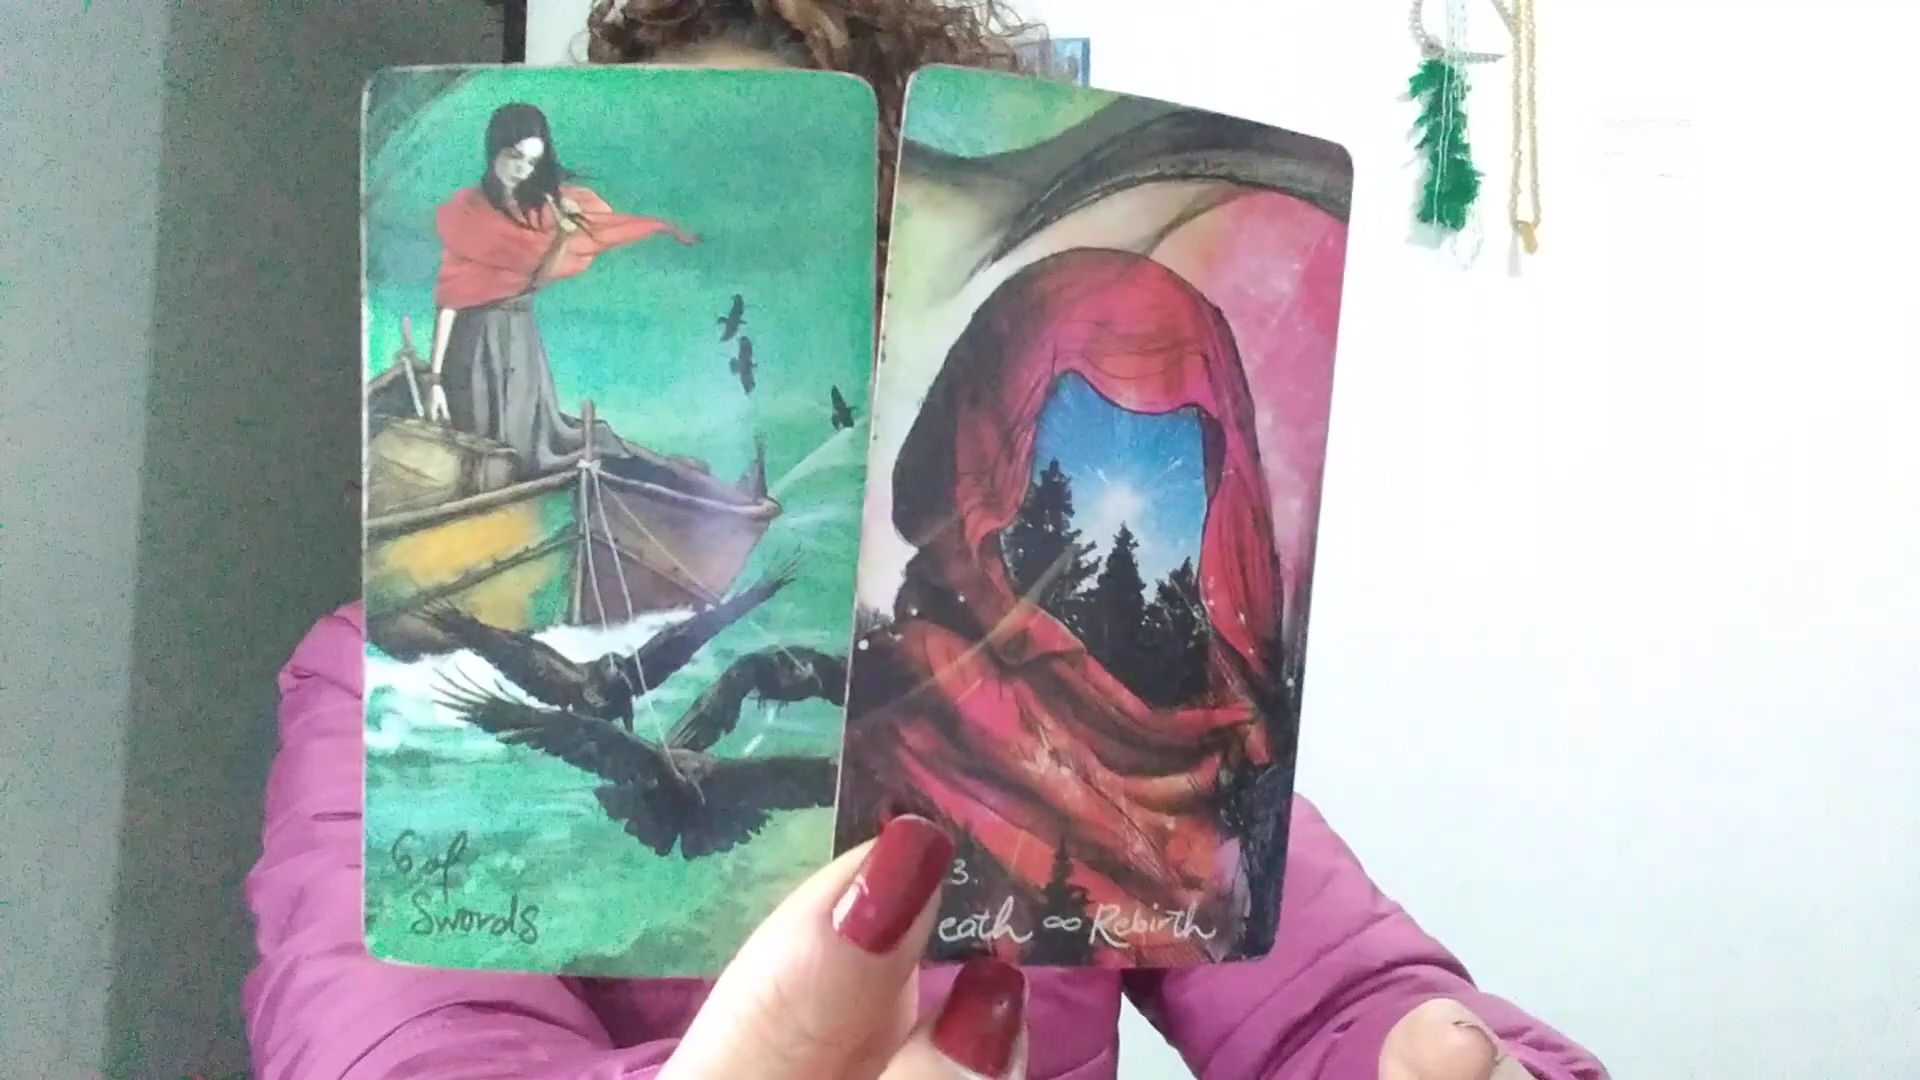 6 of
Swords
3.
eath ∞ Rebirth